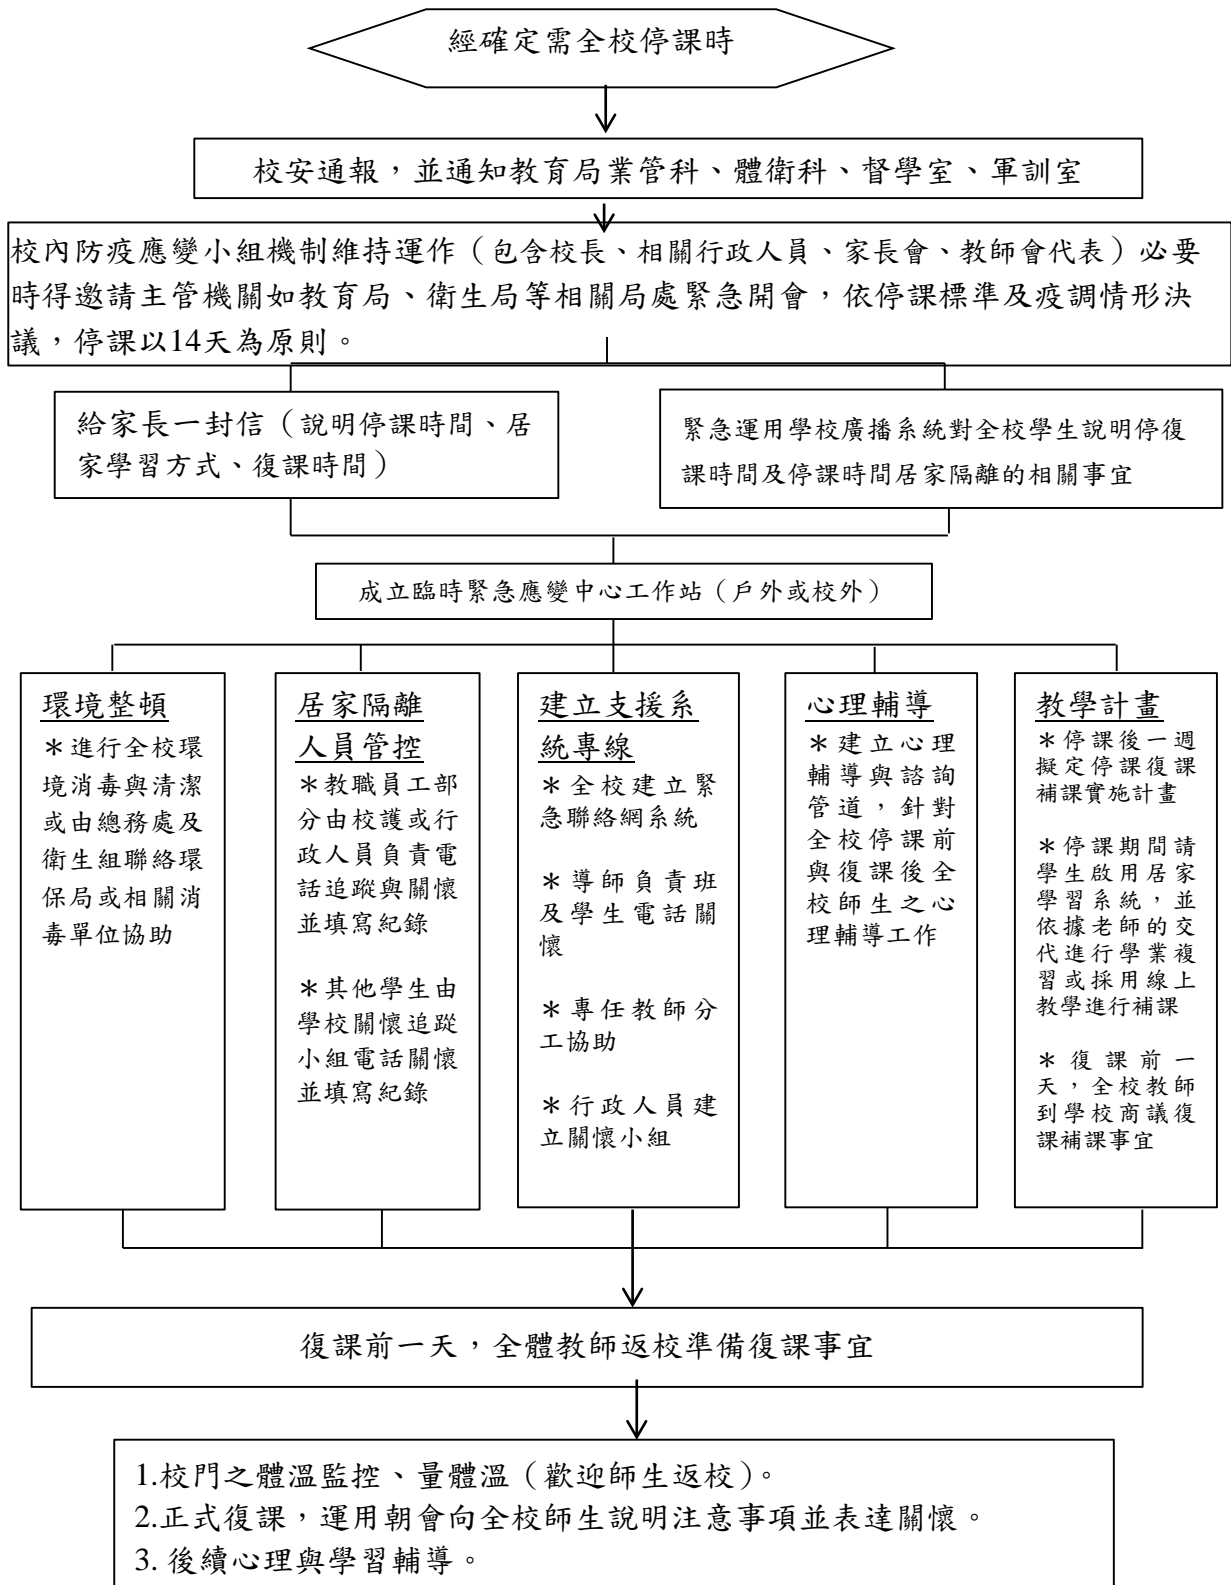 經確定需全校停課時
校安通報，並通知教育局業管科、體衛科、督學室、軍訓室
校內防疫應變小組機制維持運作（包含校長、相關行政人員、家長會、教師會代表）必要
時得邀請主管機關如教育局、衛生局等相關局處緊急開會，依停課標準及疫調情形決
議，停課以14天為原則。
給家長一封信（說明停課時間、居
家學習方式、復課時間）
緊急運用學校廣播系統對全校學生說明停復
課時間及停課時間居家隔離的相關事宜
成立臨時緊急應變中心工作站（戶外或校外）
環境整頓
＊進行全校環
境消毒與清潔
或由總務處及
衛生組聯絡環
保局或相關消
毒單位協助
居家隔離
人員管控
＊教職員工部
分由校護或行
政人員負責電
話追蹤與關懷
並填寫紀錄
＊其他學生由
學校關懷追蹤
小組電話關懷
並填寫紀錄
建立支援系
統專線
＊全校建立緊
急聯絡網系統
＊導師負責班
及學生電話關
懷
＊專任教師分
工協助
＊行政人員建
立關懷小組
心理輔導
＊建立心理
輔導與諮詢
管道，針對
全校停課前
與復課後全
校師生之心
理輔導工作
教學計畫
＊停課後一週
擬定停課復課
補課實施計畫
＊停課期間請
學生啟用居家
學習系統，並
依據老師的交
代進行學業複
習或採用線上
教學進行補課
＊復課前一
天，全校教師
到學校商議復
課補課事宜
復課前一天，全體教師返校準備復課事宜
1.校門之體溫監控、量體溫（歡迎師生返校）。
2.正式復課，運用朝會向全校師生說明注意事項並表達關懷。
3. 後續心理與學習輔導。